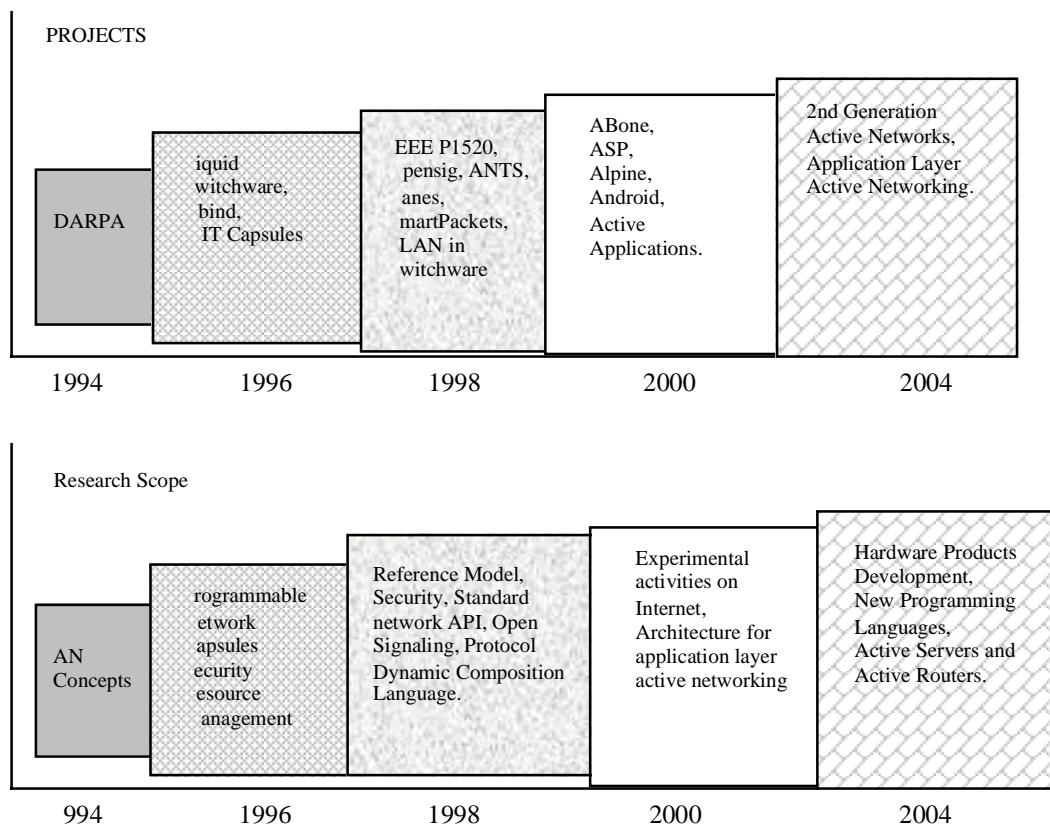 PROJECTS
DARPA
iquid
witchware,
bind,
IT Capsules
EEE P1520,
pensig, ANTS,
anes,
martPackets,
LAN in
witchware
ABone,
ASP,
Alpine,
Android,
Active
Applications.
2nd Generation
Active Networks,
Application Layer
Active Networking.
1994
1996
1998
2000
2004
Research Scope
AN
Concepts
rogrammable
etwork
apsules
ecurity
esource
anagement
Reference Model,
Security, Standard
network API, Open
Signaling, Protocol
Dynamic Composition
Language.
Experimental
activities on
Internet,
Architecture for
application layer
active networking
Hardware Products
Development,
New Programming
Languages,
Active Servers and
Active Routers.
994
1996
1998
2000
2004